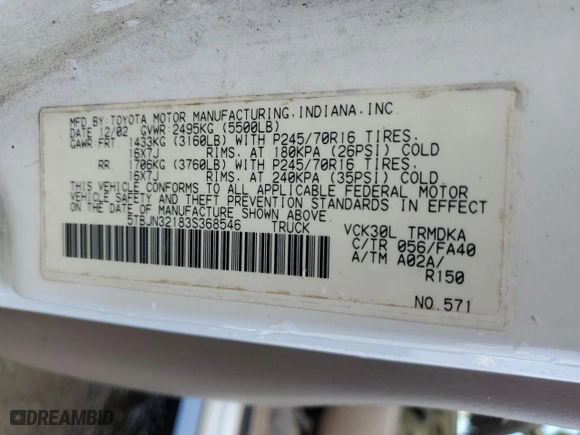 MFD.BY:TOYOTA MOTOR MANUFACTURING,INDIANA,INC.
DATE 12/02 GVWR 2495KG (5500LB)
GAWR:FRT. 1433KG (3160LB) WITH P245/70R16 TIRES.
16X7J RIMS. AT 180KPA (26PSI) COLD
RR. 1706KG (3760LB) WITH P245/70R16 TIRES.
16X7J RIMS. AT 240KPA (35PSI) COLD
THIS VEHICLE CONFORMS TO ALL APPLICABLE FEDERAL MOTOR
VEHICLE SAFETY AND THEFT PREVENTION STANDARDS IN EFFECT
ON THE DATE OF MANUFACTURE SHOWN ABOVE.
5TBJN32183S368546 TRUCK
VCK30L TRMDKA
C/TR 056/FA40
A/TM A02A/
R150
NO.571
DREAMBID